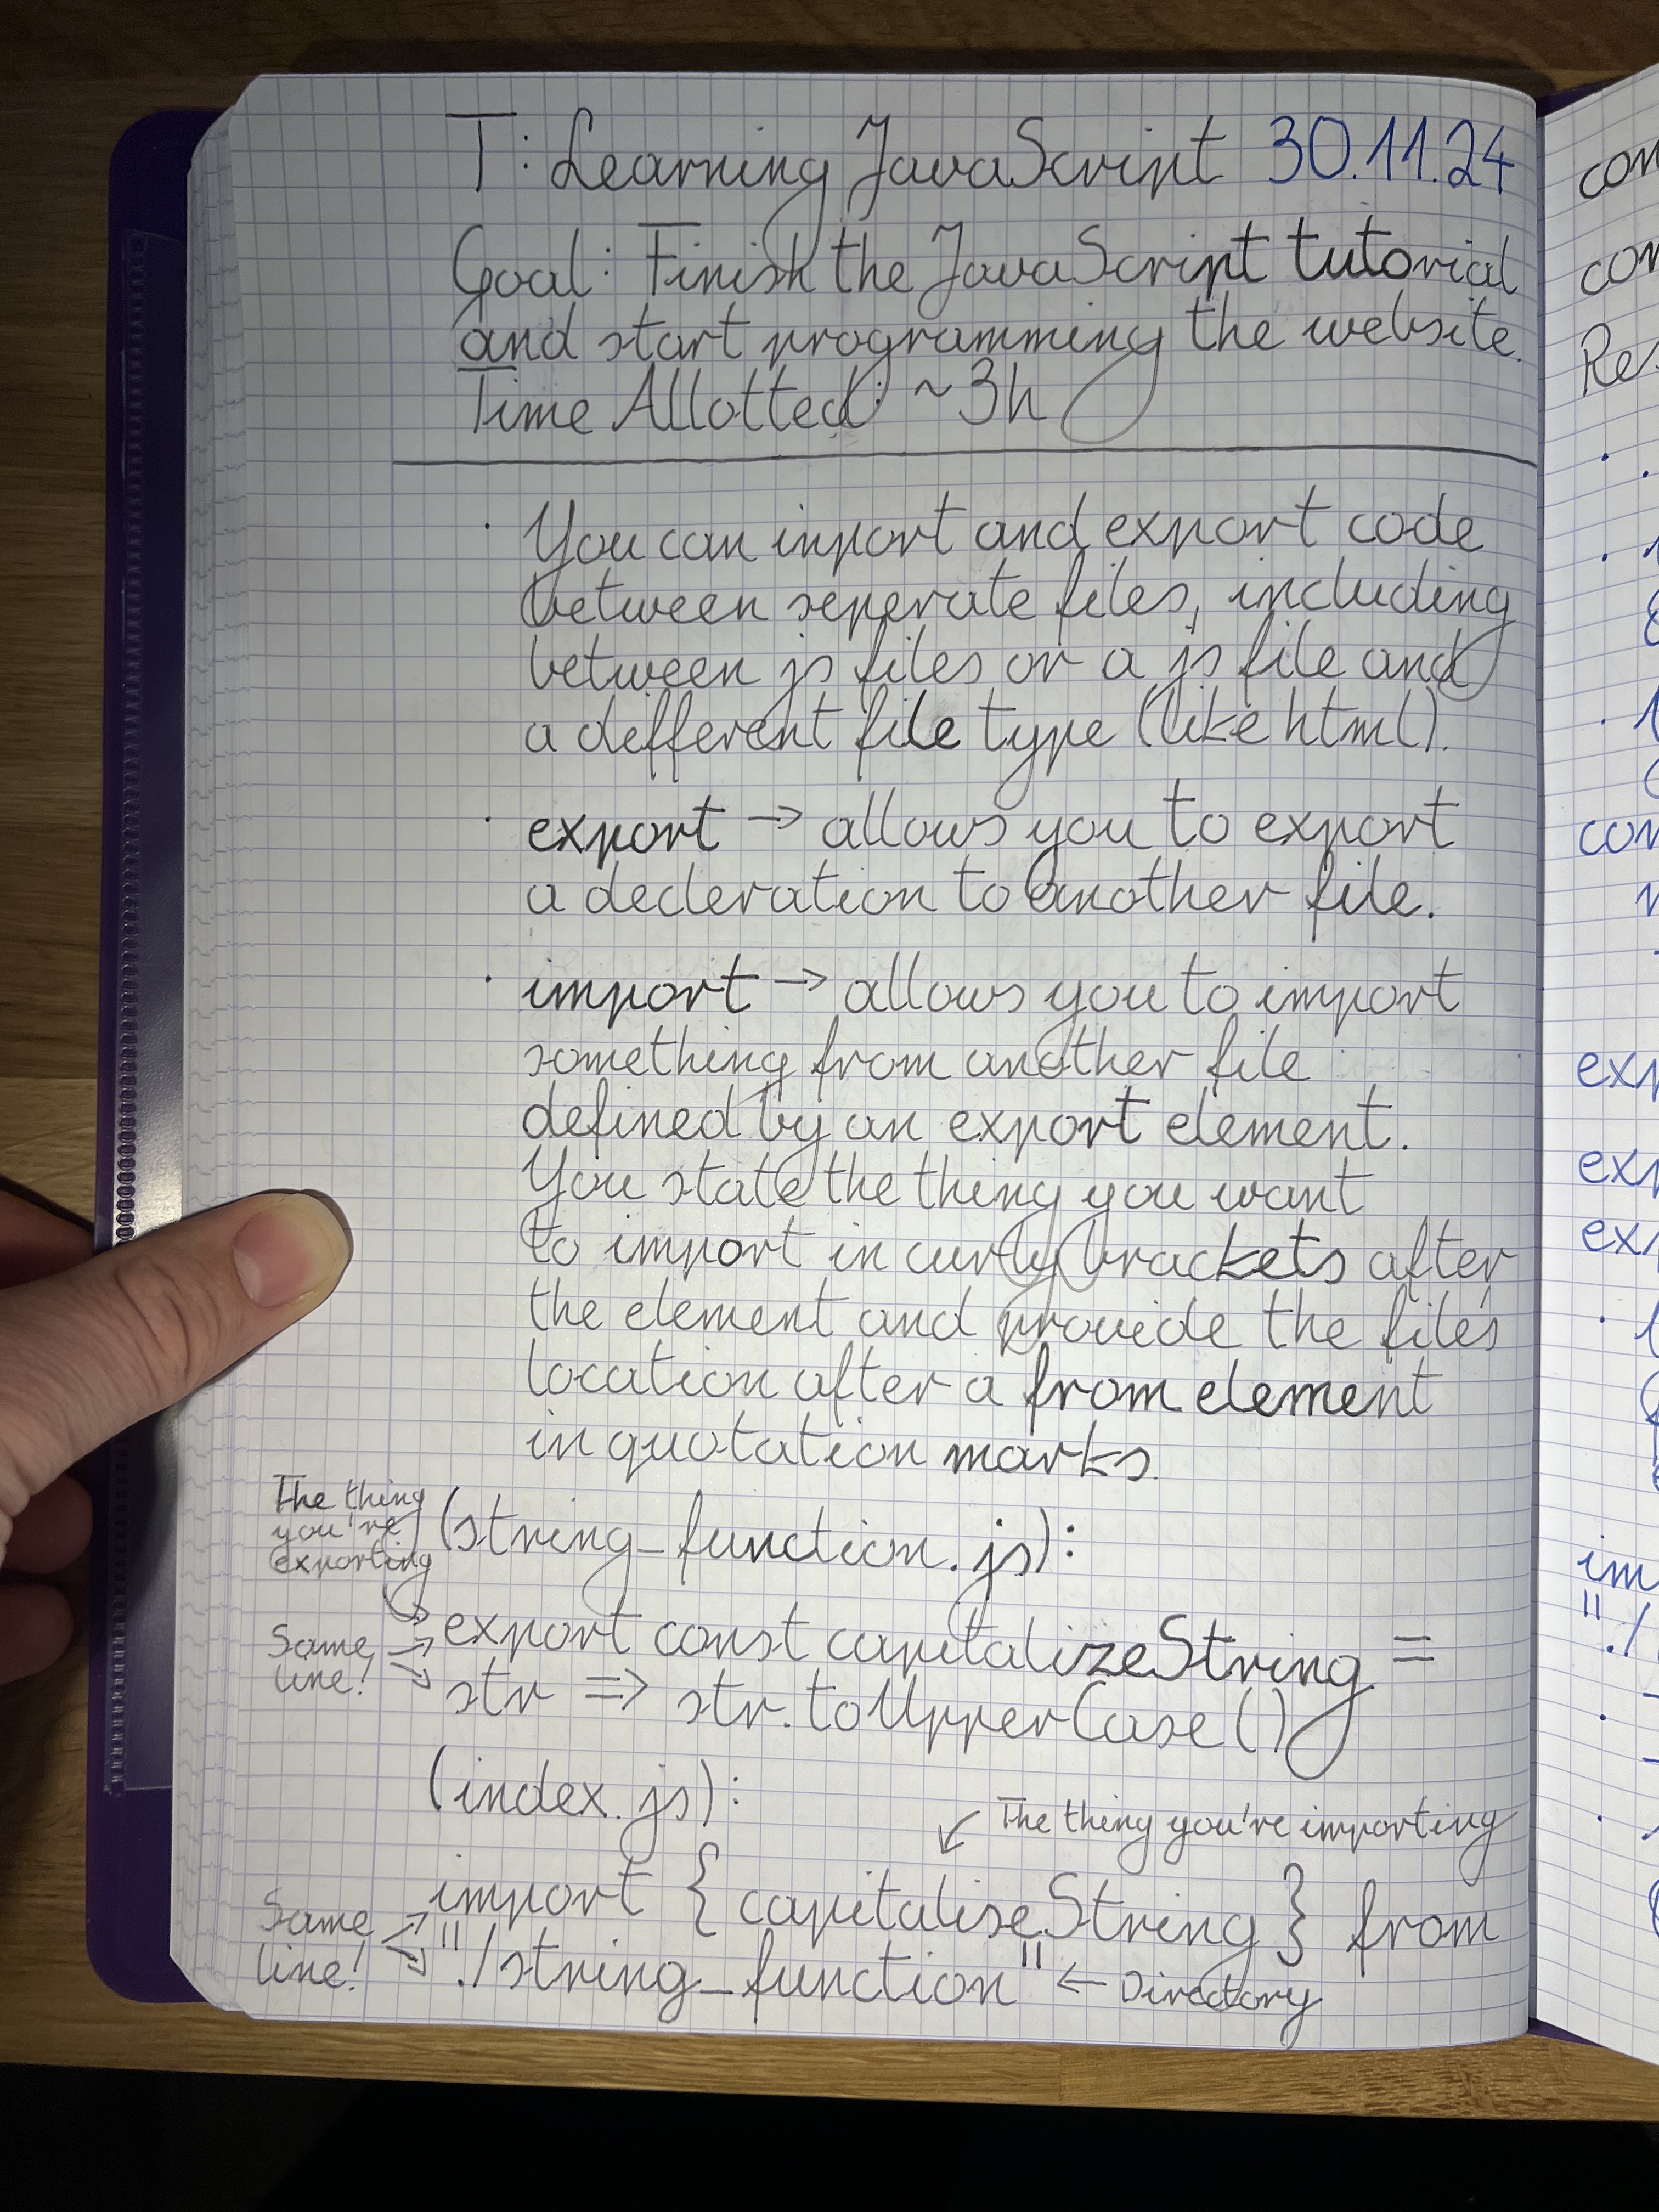 T: Learning JavaScript 30.11.24
Goal: Finish the JavaScript tutorial
and start programming the website.
Time Allotted: ~3h
· You can inport and export code
between seperate files, including
between js files or a js file and
a defferent file type (like html).
· export → allows you to export
a decleration to another file.
· import → allows you to import
something from another file
defined by an export element.
You state the thing you want
to import in curly brackets after
the element and provide the file's
location after a from element
in quotation marks.
The thing
you're
exporting
(string_function.js):
Same
line!
export const capitalizeString =
str => str.toUpperCase()
(index.js):
↙ The thing you're importing
Same
line!
import { capitaliseString } from
"./string_function" ← Directory
con
con
Re
con
exp
exp
ex
im
"./